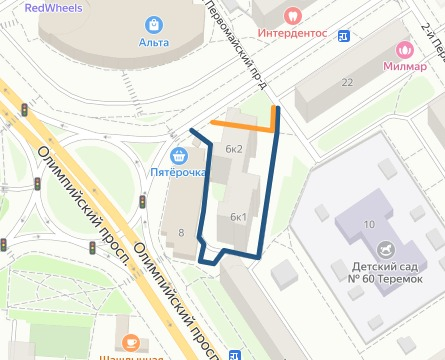 RedWheels
Альта
Первомайский пр-д
Интердентос
2-й Пер
Милмар
22
6к2
Пятёрочка
6к1
8
10
Детский сад
№ 60 Теремок
Олимпийский просп.
Олимпийский просп.
Шашлычная